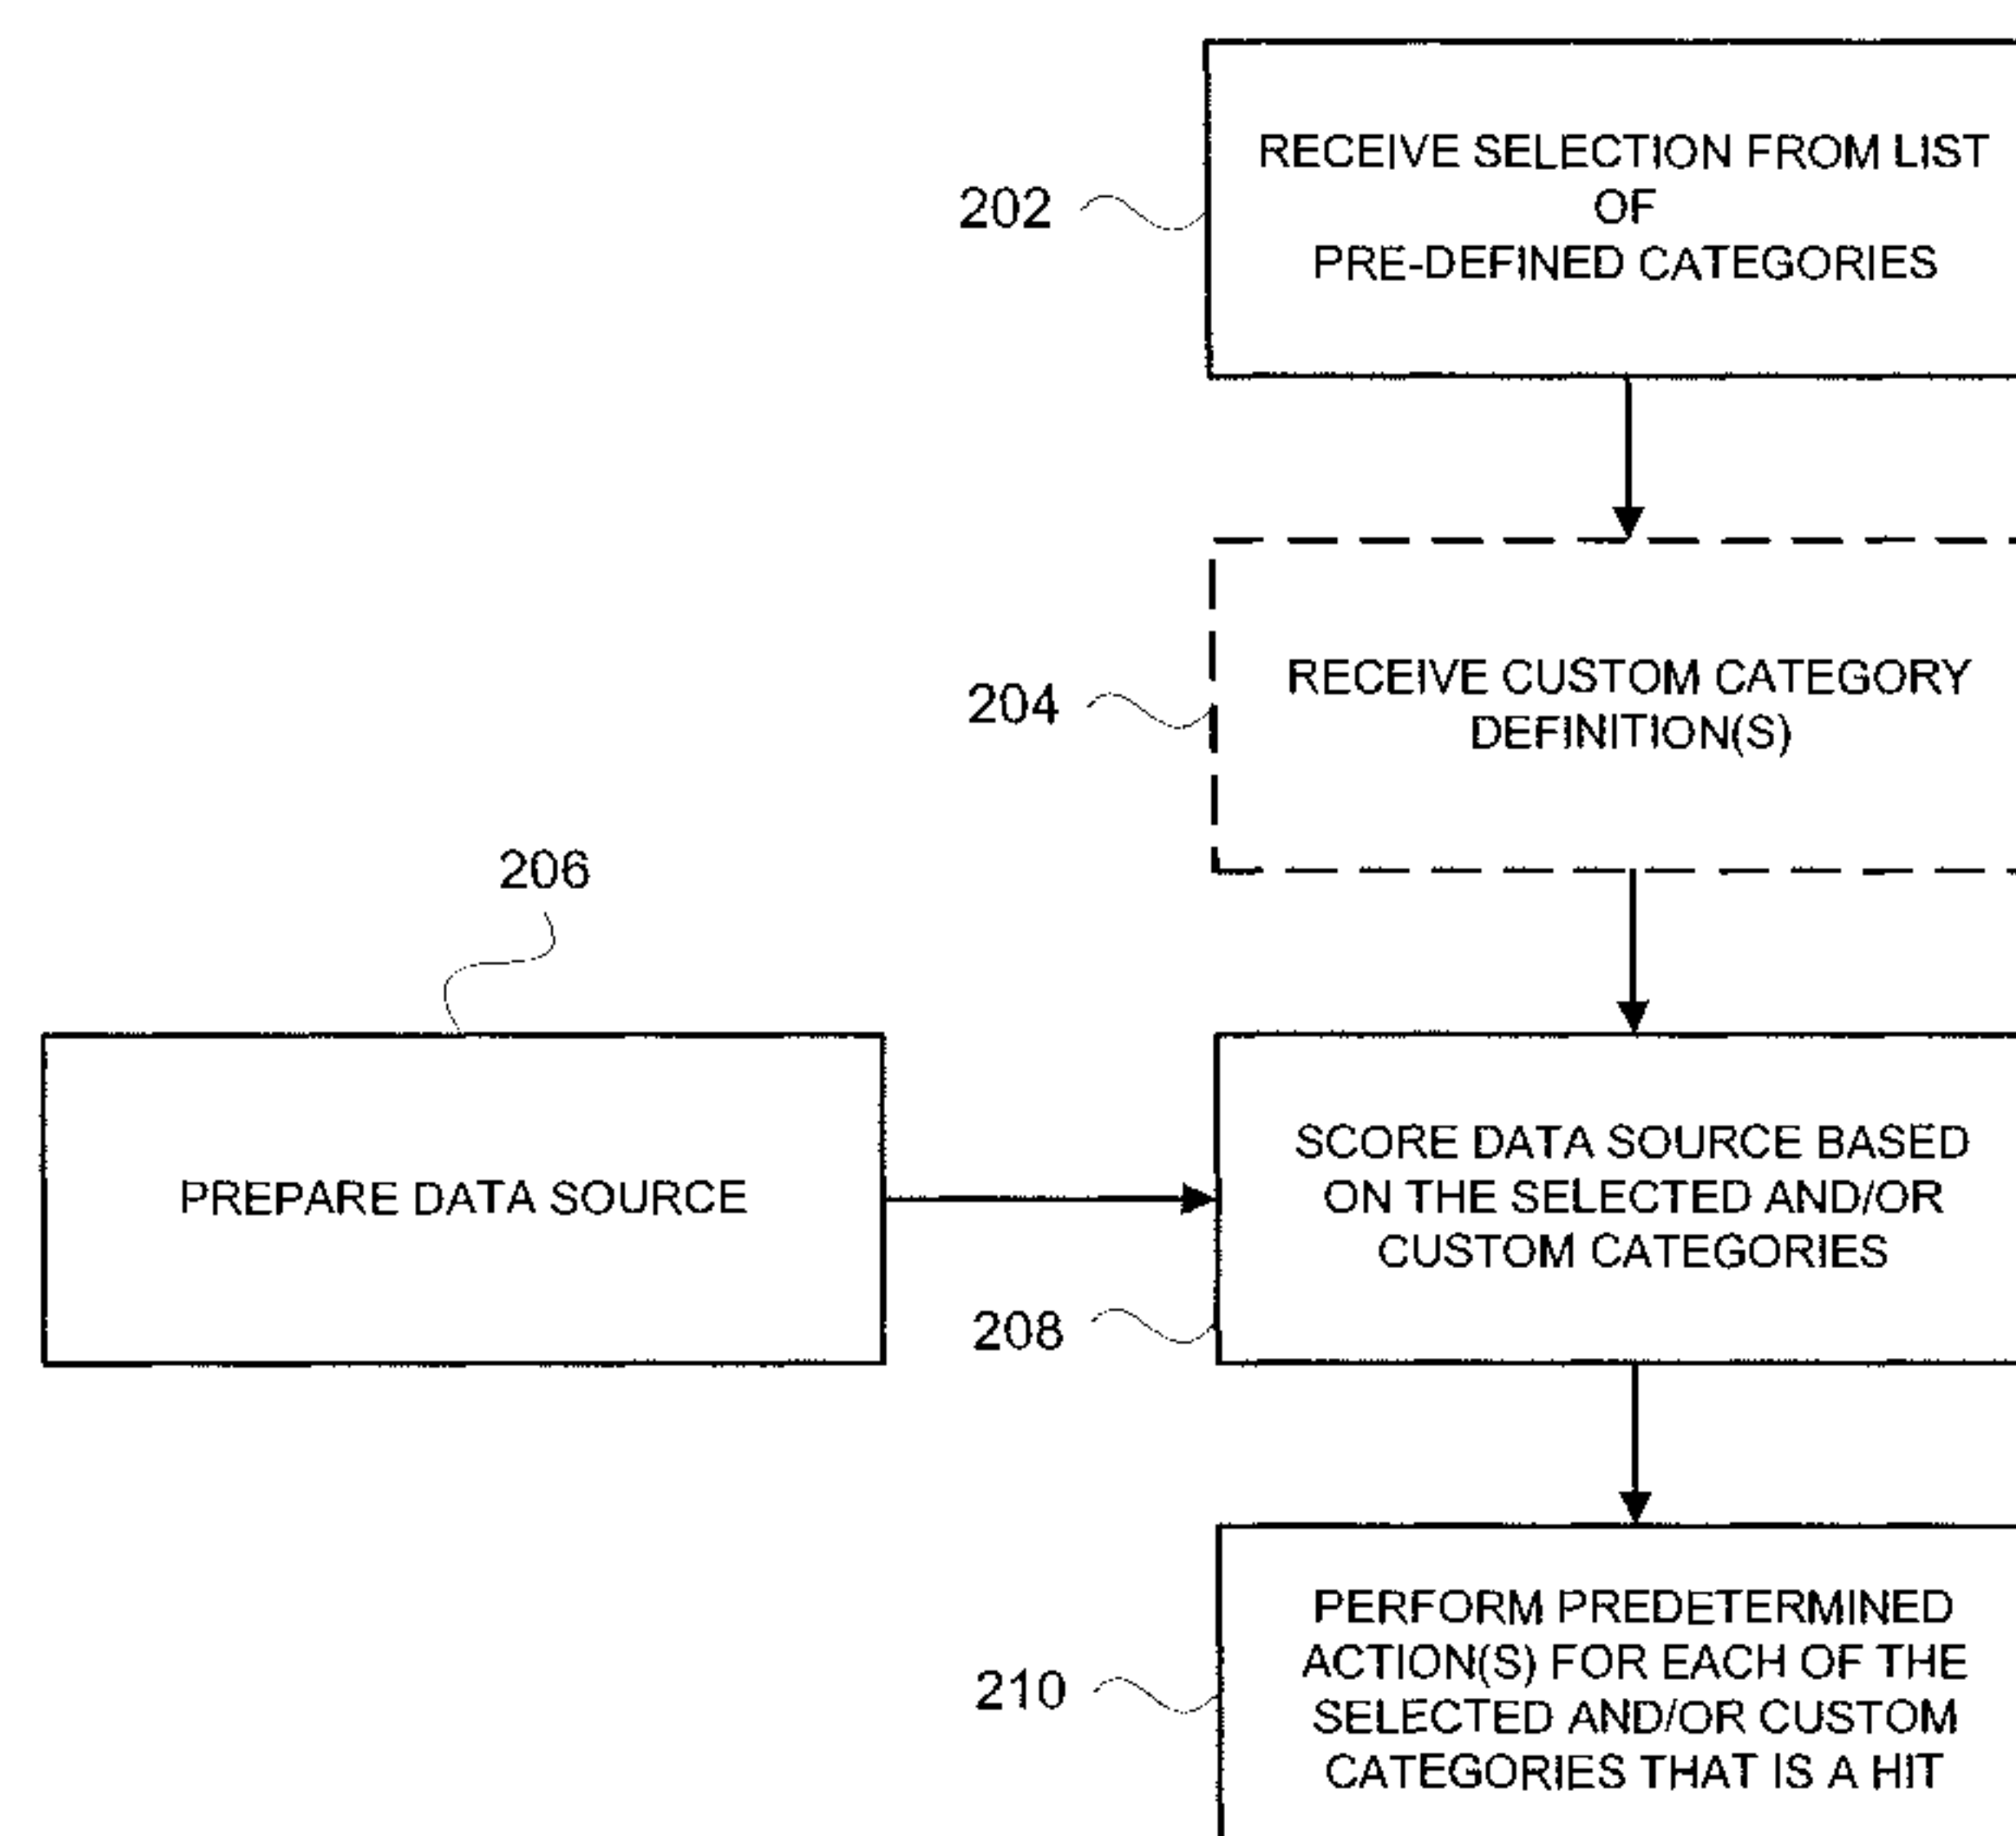 202
RECEIVE SELECTION FROM LIST
OF
PRE-DEFINED CATEGORIES
204
RECEIVE CUSTOM CATEGORY
DEFINITION(S)
206
PREPARE DATA SOURCE
SCORE DATA SOURCE BASED
ON THE SELECTED AND/OR
CUSTOM CATEGORIES
208
210
PERFORM PREDETERMINED
ACTION(S) FOR EACH OF THE
SELECTED AND/OR CUSTOM
CATEGORIES THAT IS A HIT